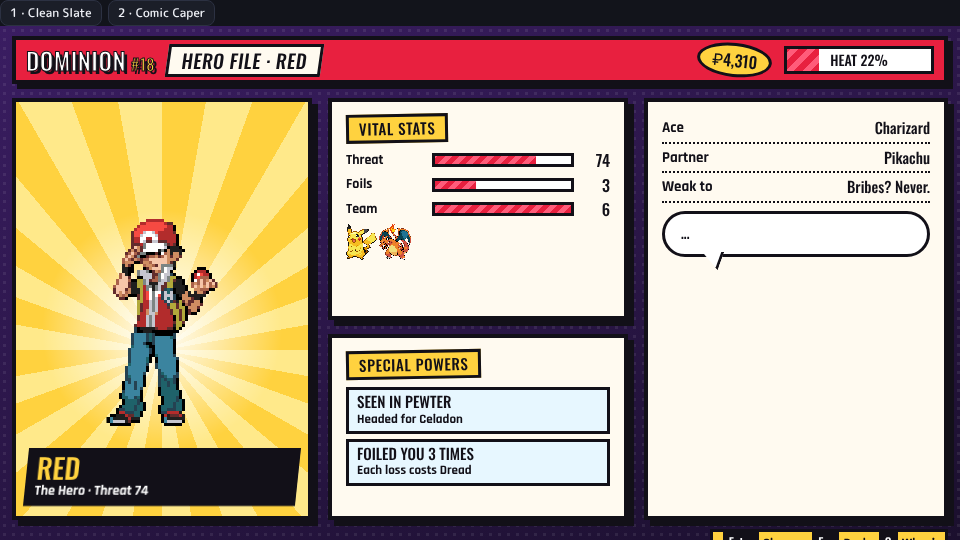 1 · Clean Slate
2 · Comic Caper
DOMINION #18
HERO FILE · RED
₽4,310
HEAT 22%
RED
The Hero · Threat 74
VITAL STATS
Threat 74
Foils 3
Team 6
SPECIAL POWERS
SEEN IN PEWTER
Headed for Celadon
FOILED YOU 3 TIMES
Each loss costs Dread
Ace Charizard
Partner Pikachu
Weak to Bribes? Never.
...